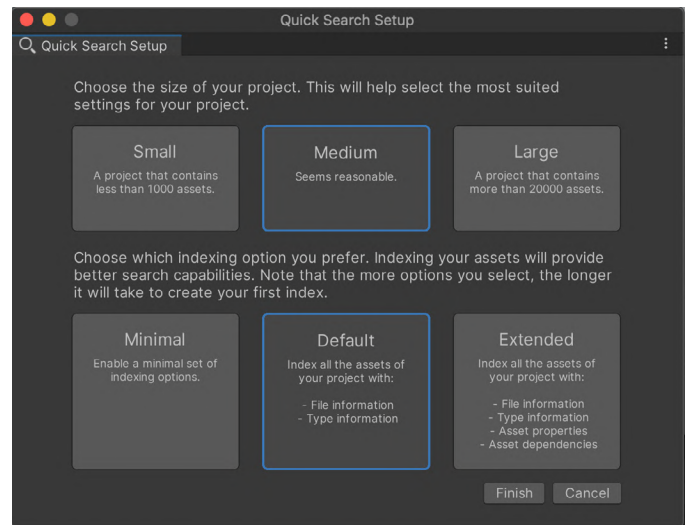 Quick Search Setup
Quick Search Setup
Choose the size of your project. This will help select the most suited
settings for your project.
Small
A project that contains
less than 1000 assets.
Medium
Seems reasonable.
Large
A project that contains
more than 20000 assets.
Choose which indexing option you prefer. Indexing your assets will provide
better search capabilities. Note that the more options you select, the longer
it will take to create your first index.
Minimal
Enable a minimal set of
indexing options.
Default
Index all the assets of
your project with:
- File information
- Type information
Extended
Index all the assets of
your project with:
- File information
- Type information
- Asset properties
- Asset dependencies
Finish
Cancel